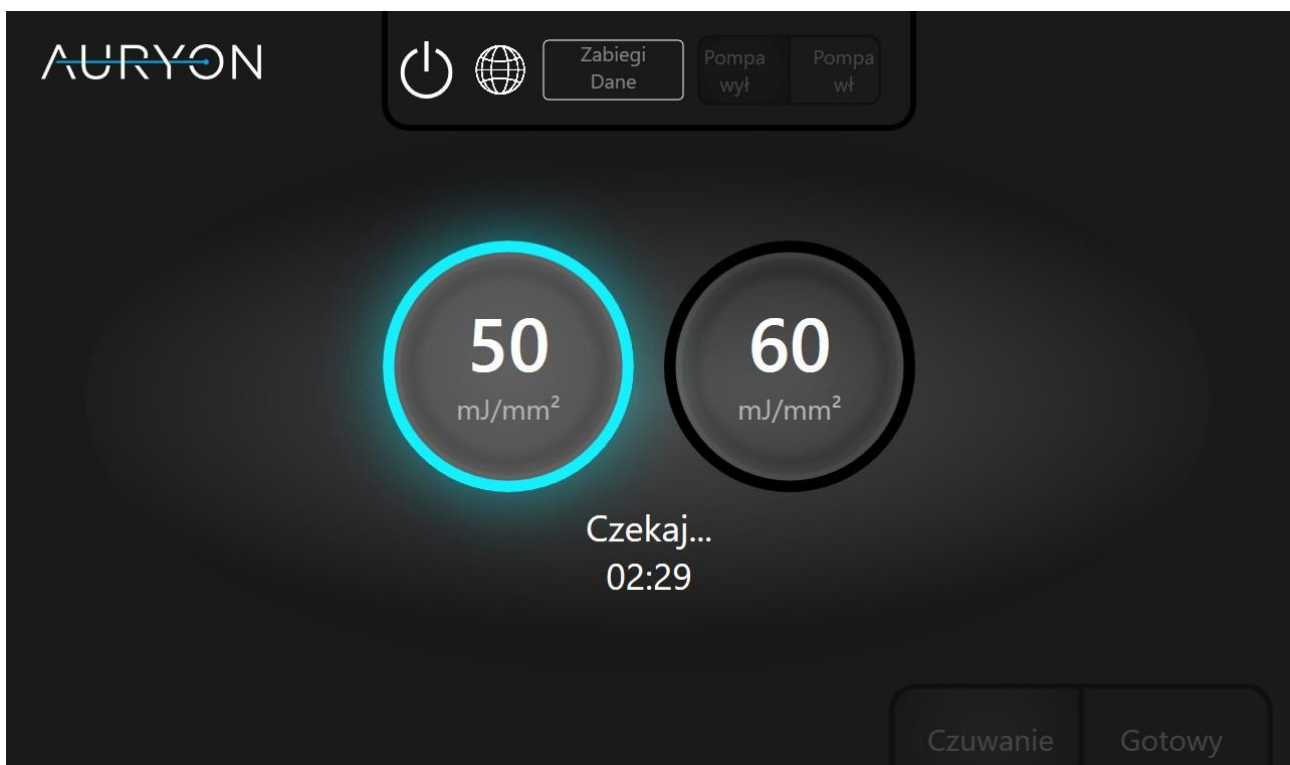 AURYON
Zabiegi
Dane
Pompa
wył
Pompa
wł
50
mJ/mm²
60
mJ/mm²
Czekaj...
02:29
Czuwanie
Gotowy